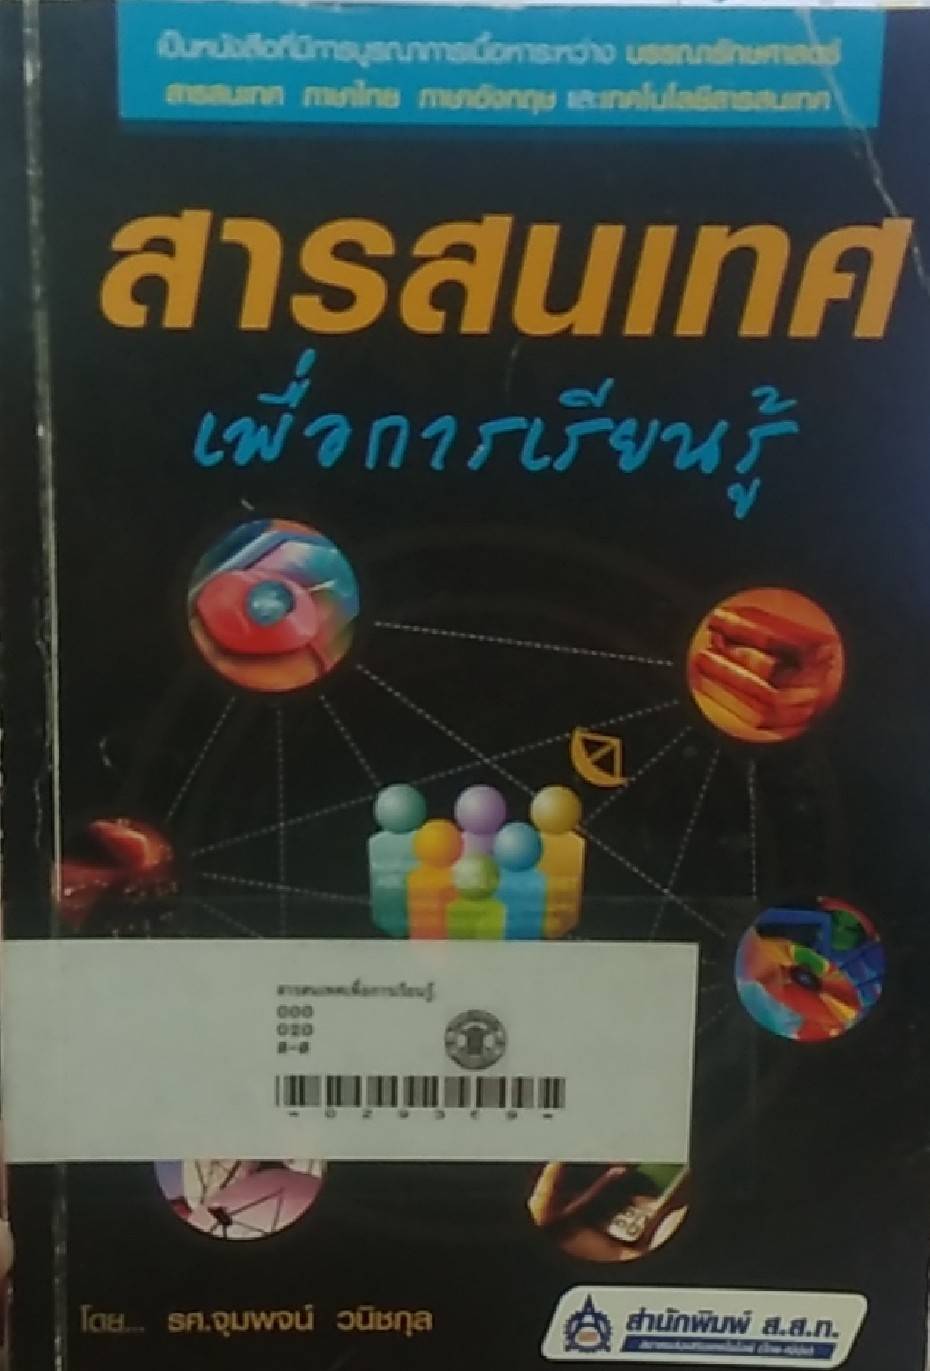 เป็นหนังสือที่มีการบูรณาการเนื้อหาระหว่าง บรรณารักษศาสตร์
สารสนเทศ ภาษาไทย ภาษาอังกฤษ และเทคโนโลยีสารสนเทศ
สารสนเทศ
เพื่อการเรียนรู้
สารสนเทศเพื่อการเรียนรู้
000
020
โดย... รศ.จุมพจน์ วนิชกุล
สำนักพิมพ์ ส.ส.ท.